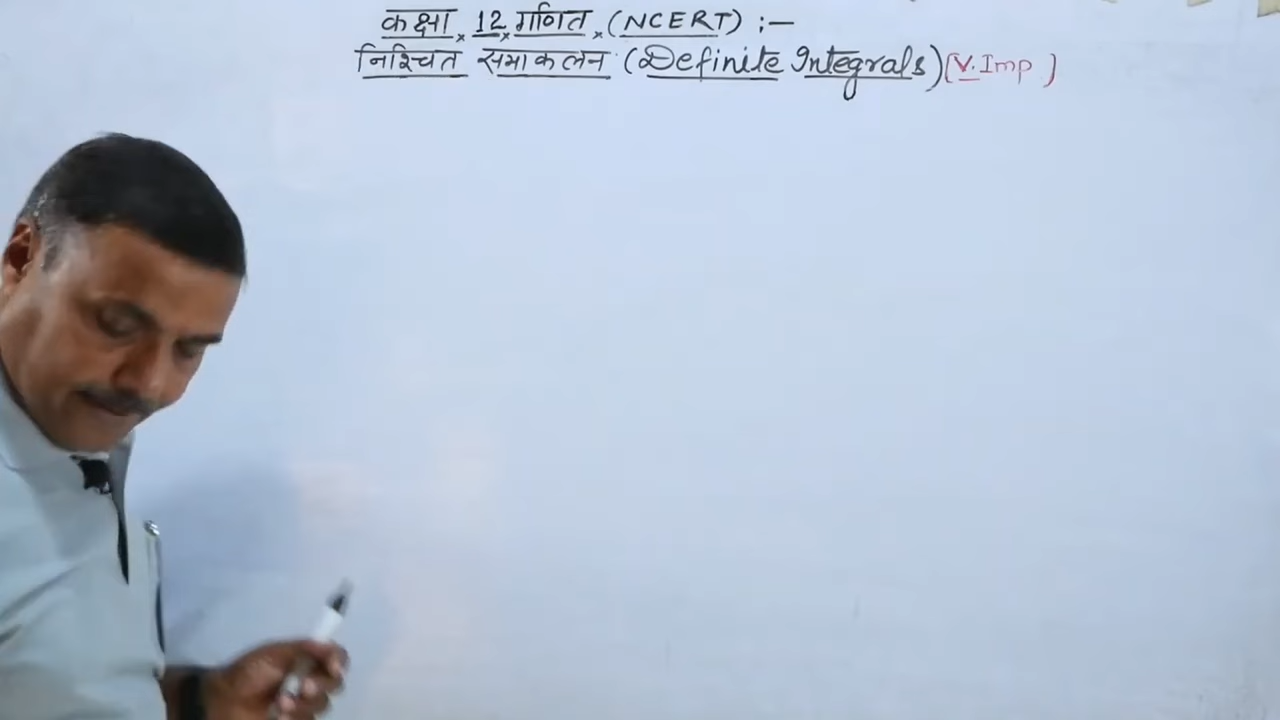 कक्षा × 12 × गणित × (NCERT) :—
निश्चित समाकलन (Definite Integrals) [V. Imp]